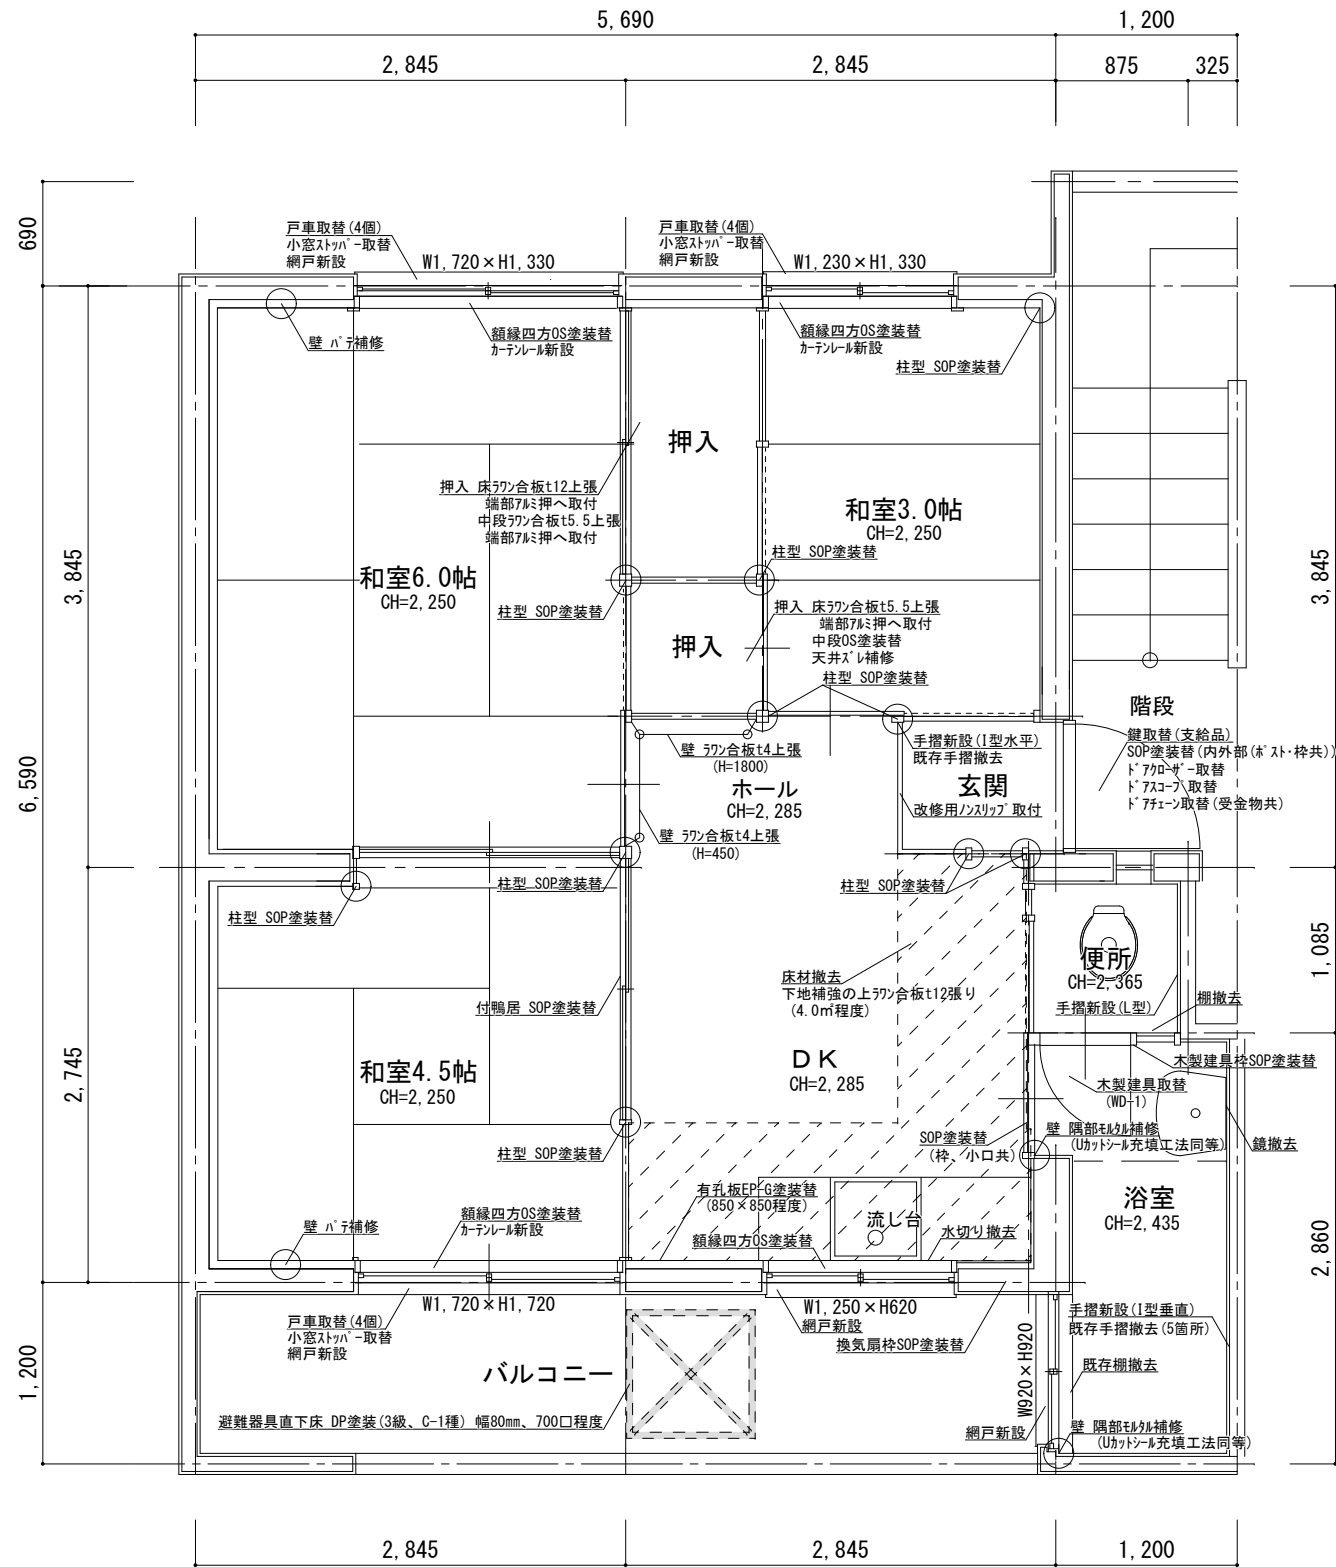 5,690
1,200
2,845
2,845
875
325
690
戸車取替(4個)
小窓ストッパー取替
網戸新設
W1,720×H1,330
戸車取替(4個)
小窓ストッパー取替
網戸新設
W1,230×H1,330
壁 パテ補修
額縁四方OS塗装替
カーテンレール新設
額縁四方OS塗装替
カーテンレール新設
柱型 SOP塗装替
押入
押入 床ラワン合板t12上張
端部アルミ押へ取付
中段ラワン合板t5.5上張
端部アルミ押へ取付
和室3.0帖
CH=2,250
3,845
3,845
和室6.0帖
CH=2,250
柱型 SOP塗装替
柱型 SOP塗装替
押入
押入 床ラワン合板t5.5上張
端部アルミ押へ取付
中段OS塗装替
天井ズレ補修
柱型 SOP塗装替
階段
鍵取替(支給品)
SOP塗装替(内外部(ポスト・枠共))
ドアクローザー取替
ドアスコープ取替
ドアチェーン取替(受金物共)
手摺新設(I型水平)
既存手摺撤去
玄関
改修用ノンスリップ取付
壁 ラワン合板t4上張
(H=1800)
ホール
CH=2,285
6,590
壁 ラワン合板t4上張
(H=450)
柱型 SOP塗装替
柱型 SOP塗装替
柱型 SOP塗装替
便所
CH=2,365
1,085
床材撤去
下地補強の上ラワン合板t12張り
(4.0㎡程度)
付鴨居 SOP塗装替
手摺新設(L型)
棚撤去
木製建具枠SOP塗装替
DK
CH=2,285
和室4.5帖
CH=2,250
2,745
木製建具取替
(WD-1)
SOP塗装替
(枠、小口共)
壁 隅部モルタル補修
(Uカットシール充填工法同等)
鏡撤去
柱型 SOP塗装替
有孔板EP-G塗装替
(850×850程度)
浴室
CH=2,435
流し台
水切り撤去
壁 パテ補修
額縁四方OS塗装替
カーテンレール新設
額縁四方OS塗装替
2,860
W1,720×H1,720
戸車取替(4個)
小窓ストッパー取替
網戸新設
W1,250×H620
網戸新設
換気扇枠SOP塗装替
W920×H920
手摺新設(I型垂直)
既存手摺撤去(5箇所)
既存棚撤去
バルコニー
1,200
避難器具直下床 DP塗装(3級、C-1種) 幅80mm、700□程度
網戸新設
壁 隅部モルタル補修
(Uカットシール充填工法同等)
2,845
2,845
1,200